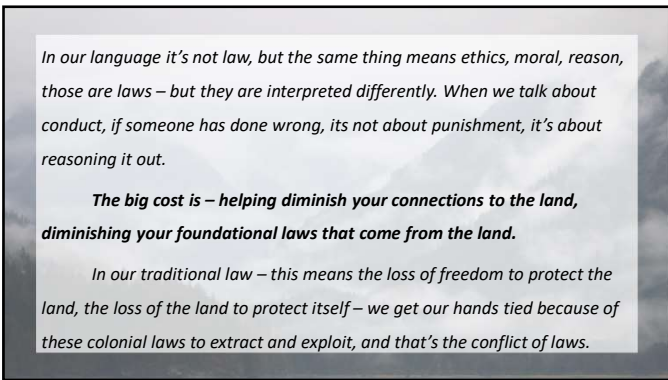 In our language it's not law, but the same thing means ethics, moral, reason,
those are laws – but they are interpreted differently. When we talk about
conduct, if someone has done wrong, its not about punishment, it's about
reasoning it out.
The big cost is – helping diminish your connections to the land,
diminishing your foundational laws that come from the land.
In our traditional law – this means the loss of freedom to protect the
land, the loss of the land to protect itself – we get our hands tied because of
these colonial laws to extract and exploit, and that's the conflict of laws.